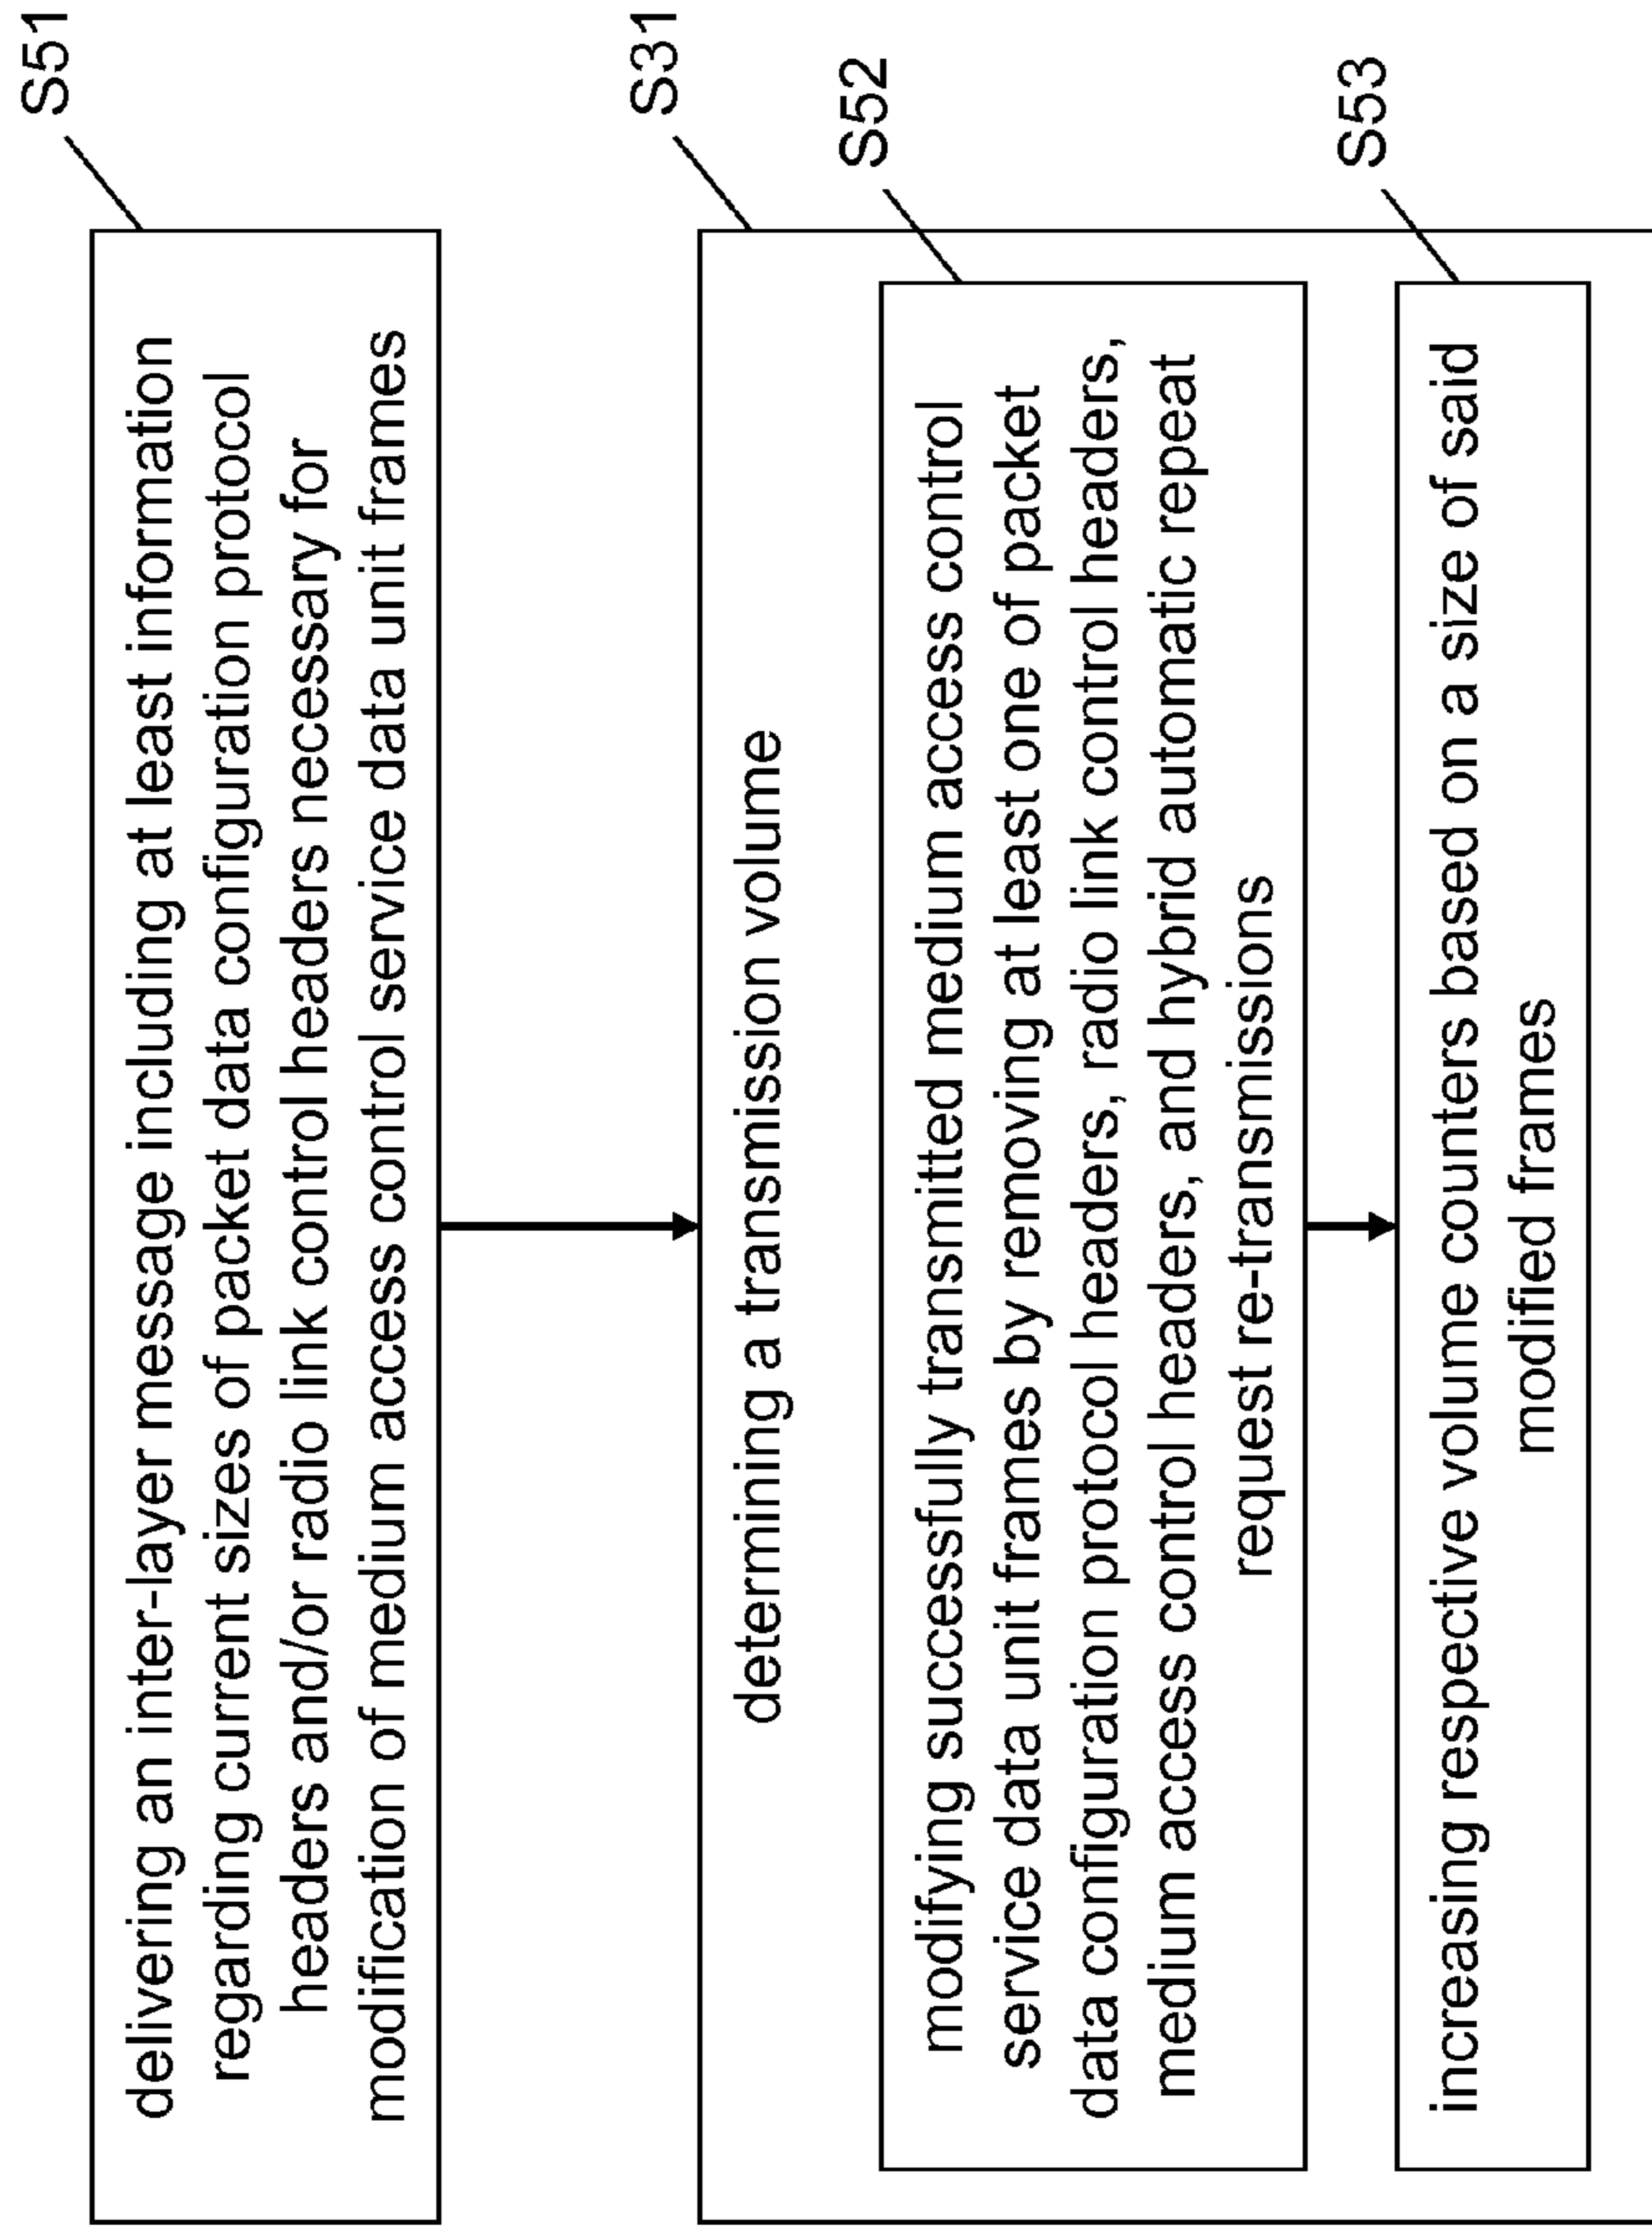 S51
delivering an inter-layer message including at least information
regarding current sizes of packet data configuration protocol
headers and/or radio link control headers necessary for
modification of medium access control service data unit frames
S31
determining a transmission volume
S52
modifying successfully transmitted medium access control
service data unit frames by removing at least one of packet
data configuration protocol headers, radio link control headers,
medium access control headers, and hybrid automatic repeat
request re-transmissions
S53
increasing respective volume counters based on a size of said
modified frames